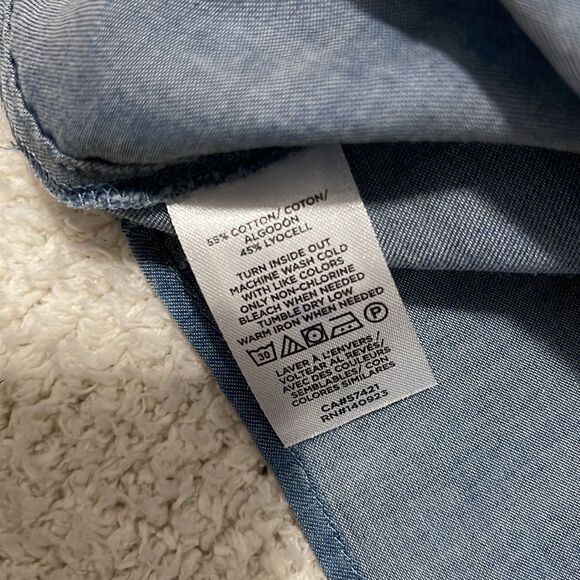 55% COTTON/ COTON/
ALGODÓN
45% LYOCELL
TURN INSIDE OUT
MACHINE WASH COLD
WITH LIKE COLORS
ONLY NON-CHLORINE
BLEACH WHEN NEEDED
TUMBLE DRY LOW
WARM IRON WHEN NEEDED
30 P
LAVER À L'ENVERS/
VOLTEAR AL REVÉS/
AVEC DES COULEURS
SEMBLABLES/ CON
COLORES SIMILARES
CA#57421
RN#140923